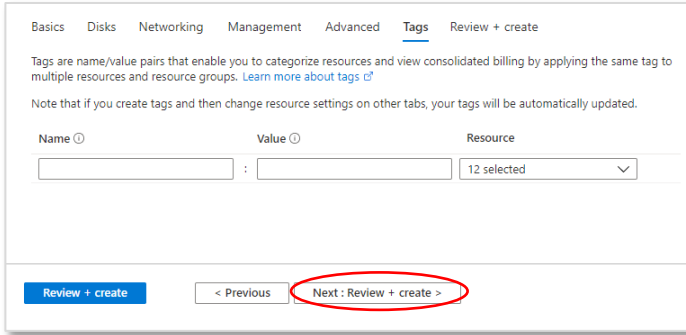 Basics Disks Networking Management Advanced Tags Review + create
Tags are name/value pairs that enable you to categorize resources and view consolidated billing by applying the same tag to
multiple resources and resource groups. Learn more about tags
Note that if you create tags and then change resource settings on other tabs, your tags will be automatically updated.
Name Value Resource
: 12 selected
Review + create < Previous Next : Review + create >